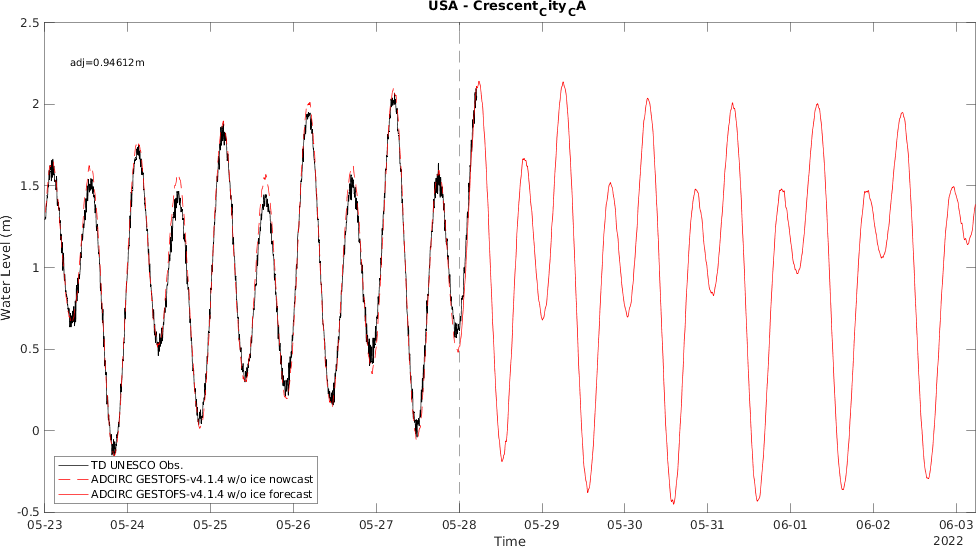 USA - CrescentCityCA
2.5
adj=0.94612m
2
1.5
1
0.5
0
-0.5
Water Level (m)
TD UNESCO Obs.
ADCIRC GESTOFS-v4.1.4 w/o ice nowcast
ADCIRC GESTOFS-v4.1.4 w/o ice forecast
05-23 05-24 05-25 05-26 05-27 05-28 05-29 05-30 05-31 06-01 06-02 06-03
Time
2022